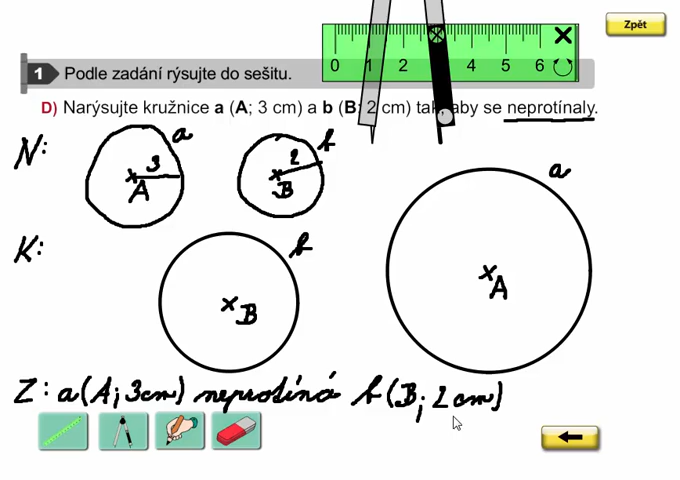 Zpět
0 1 2 4 5 6
1 Podle zadání rýsujte do sešitu.
D) Narýsujte kružnice a (A; 3 cm) a b (B; 2 cm) tak, aby se neprotínaly.
N: 3 A a 2 B b
K: B b A a
Z: a(A; 3cm) neprotíná b(B; 2cm)